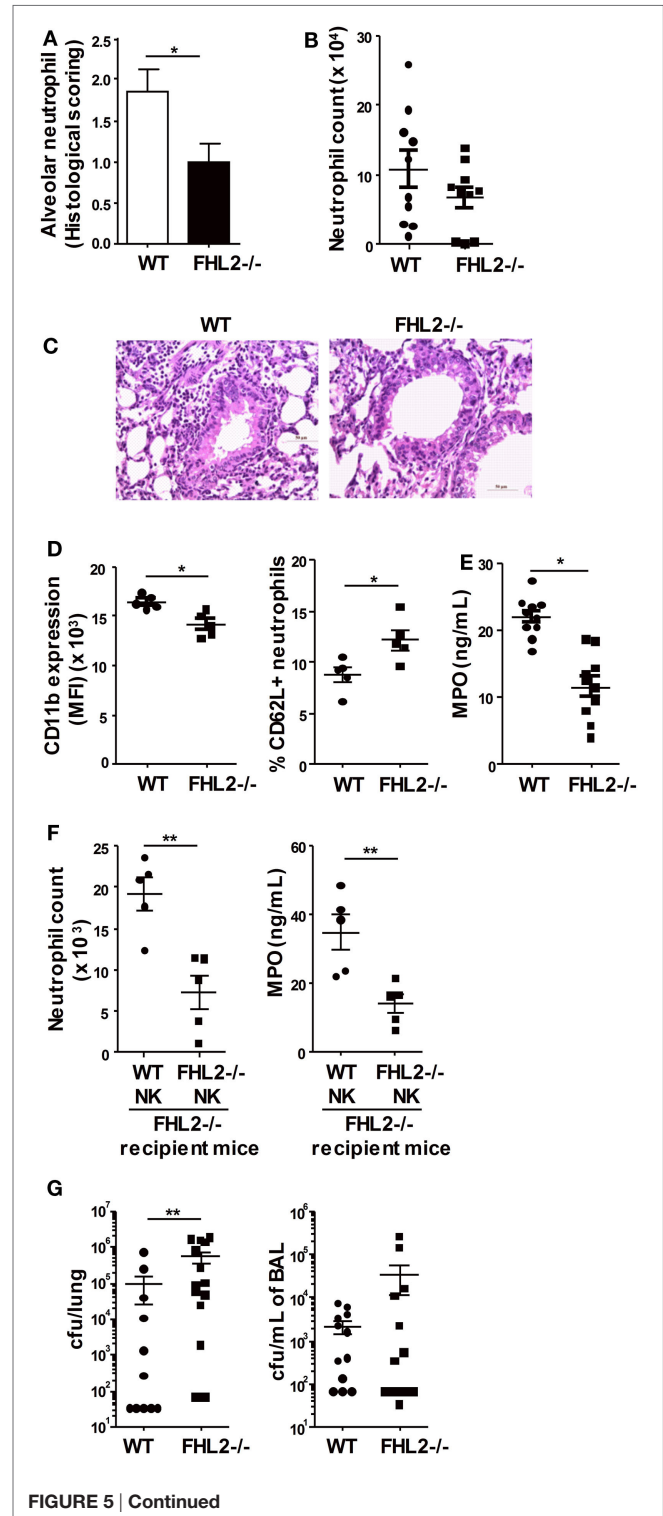 A
Alveolar neutrophil
(Histological scoring)
2.5
2.0
1.5
1.0
0.5
0.0
*
WT FHL2-/-
B
Neutrophil count (x 10⁴)
30
20
10
0
WT FHL2-/-
C
WT FHL2-/-
50 μm
50 μm
D
CD11b expression
(MFI) (x 10³)
20
15
10
5
0
*
WT FHL2-/-
% CD62L+ neutrophils
20
15
10
5
0
*
WT FHL2-/-
E
MPO (ng/mL)
30
20
10
0
*
WT FHL2-/-
F
Neutrophil count
(x 10³)
25
20
15
10
5
0
**
WT FHL2-/-
NK NK
FHL2-/-
recipient mice
MPO (ng/mL)
60
40
20
0
**
WT FHL2-/-
NK NK
FHL2-/-
recipient mice
G
cfu/lung
10⁷
10⁶
10⁵
10⁴
10³
10²
10¹
**
WT FHL2-/-
cfu/mL of BAL
10⁶
10⁵
10⁴
10³
10²
10¹
WT FHL2-/-
FIGURE 5 | Continued